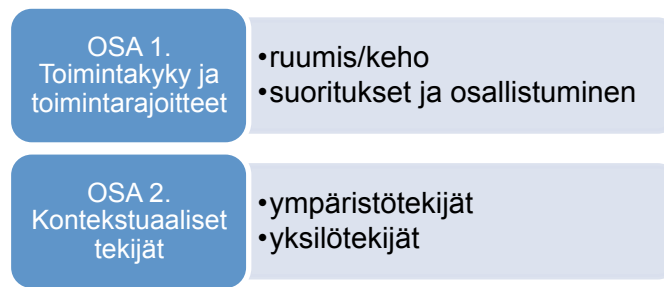 OSA 1.
Toimintakyky ja
toimintarajoitteet
•ruumis/keho
•suoritukset ja osallistuminen
OSA 2.
Kontekstuaaliset
tekijät
•ympäristötekijät
•yksilötekijät